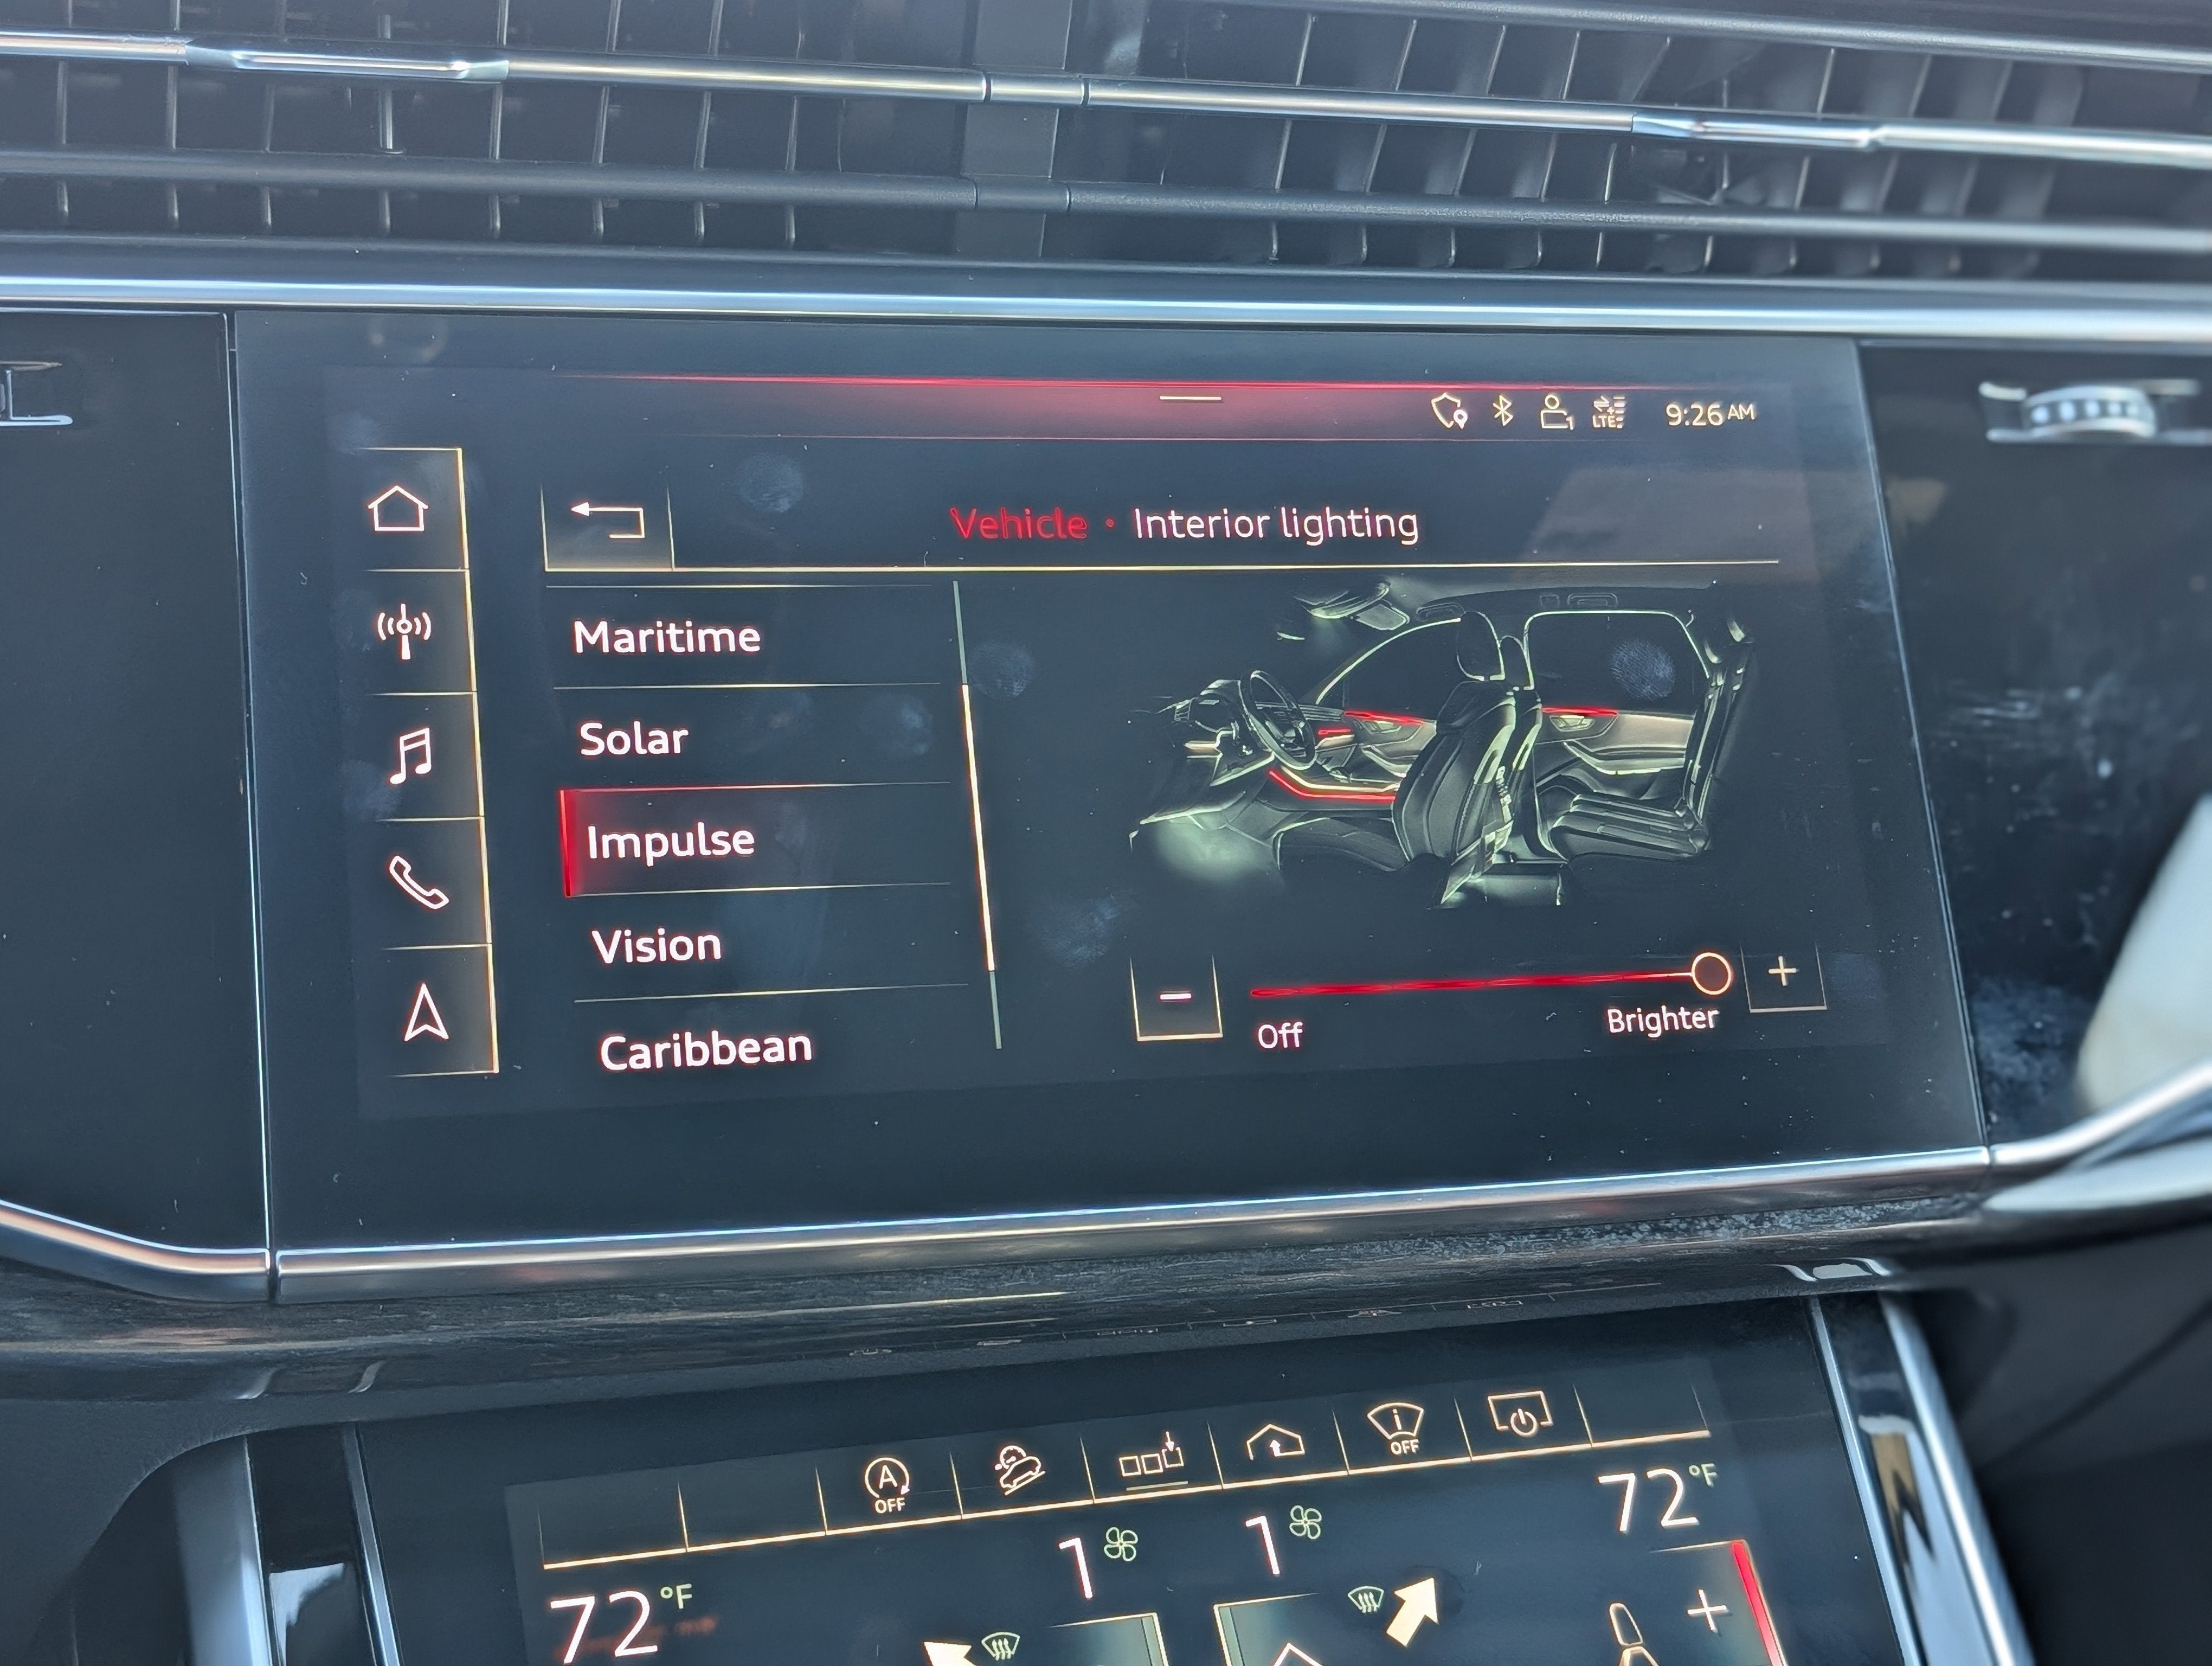 LTE
9:26 AM
Vehicle • Interior lighting
Maritime
Solar
Impulse
Vision
Caribbean
Off
Brighter
A
OFF
i
OFF
72°F
1
1
72°F